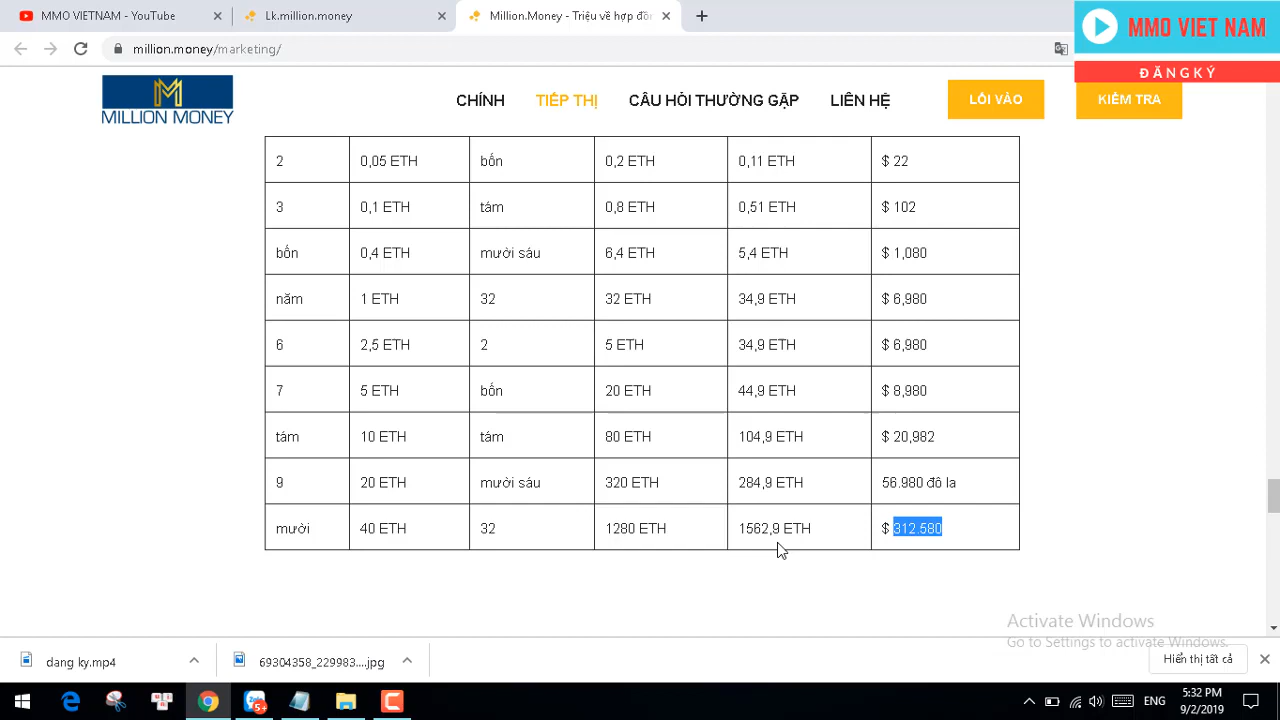 MMO VIETNAM - YouTube
Lk.million.money
Million.Money - Triệu về hợp đồn
million.money/marketing/
MMO VIET NAM
ĐĂNG KÝ
MILLION MONEY
CHÍNH
TIẾP THỊ
CÂU HỎI THƯỜNG GẶP
LIÊN HỆ
LỐI VÀO
KIỂM TRA
2 0,05 ETH bốn 0,2 ETH 0,11 ETH $ 22
3 0,1 ETH tám 0,8 ETH 0,51 ETH $ 102
bốn 0,4 ETH mười sáu 6,4 ETH 5,4 ETH $ 1,080
năm 1 ETH 32 32 ETH 34,9 ETH $ 6,980
6 2,5 ETH 2 5 ETH 34,9 ETH $ 6,980
7 5 ETH bốn 20 ETH 44,9 ETH $ 8,980
tám 10 ETH tám 80 ETH 104,9 ETH $ 20,982
9 20 ETH mười sáu 320 ETH 284,9 ETH 56.980 đô la
mười 40 ETH 32 1280 ETH 1562,9 ETH $ 312.580
Activate Windows
Go to Settings to activate Windows.
dang ky.mp4
69304358_229983....jpg
Hiển thị tất cả
Zalo
5+
ENG
5:32 PM
9/2/2019